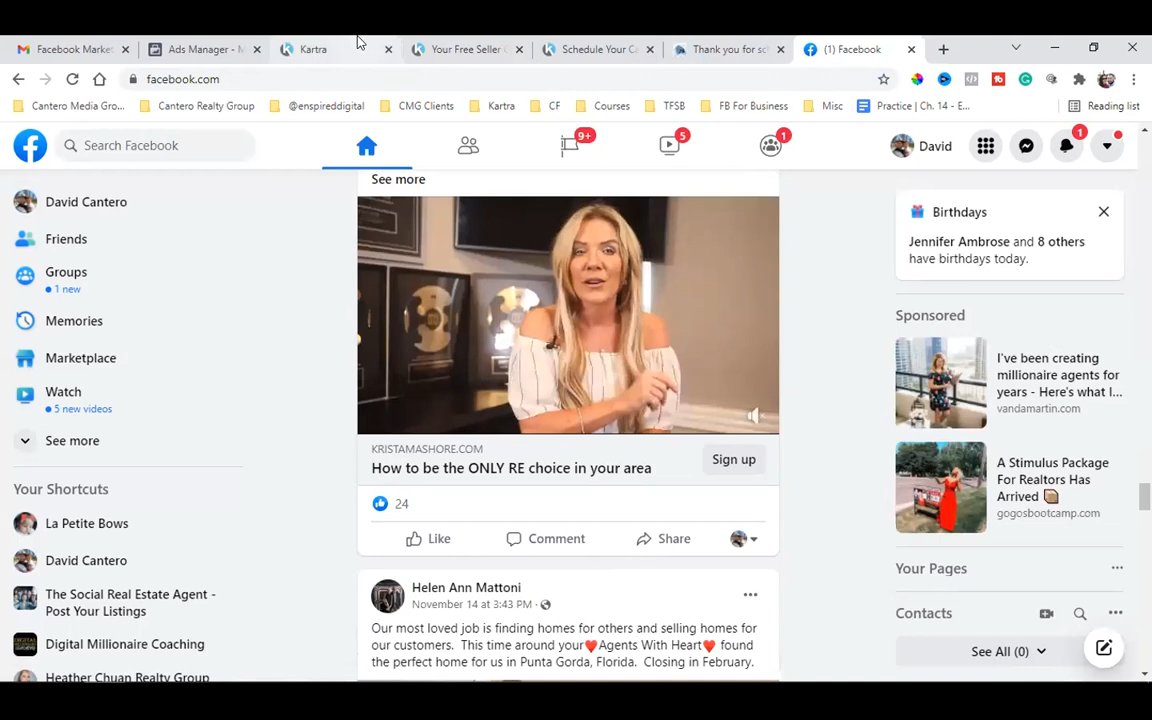 Facebook Market
Ads Manager - M
Kartra
Your Free Seller
Schedule Your Ca
Thank you for sc
(1) Facebook
facebook.com
Cantero Media Gro...
Cantero Realty Group
@enspireddigital
CMG Clients
Kartra
CF
Courses
TFSB
FB For Business
Misc
Practice | Ch. 14 - E...
Reading list
Search Facebook
9+
5
1
David
1
David Cantero
Friends
Groups
1 new
Memories
Marketplace
Watch
5 new videos
See more
Your Shortcuts
La Petite Bows
David Cantero
The Social Real Estate Agent -
Post Your Listings
Digital Millionaire Coaching
Heather Chuan Realty Group
See more
KRISTAMASHORE.COM
How to be the ONLY RE choice in your area
Sign up
24
Like
Comment
Share
Helen Ann Mattoni
November 14 at 3:43 PM
Our most loved job is finding homes for others and selling homes for
our customers. This time around your❤️Agents With Heart❤️ found
the perfect home for us in Punta Gorda, Florida. Closing in February.
Birthdays
Jennifer Ambrose and 8 others
have birthdays today.
Sponsored
I've been creating
millionaire agents for
years - Here's what I...
vandamartin.com
A Stimulus Package
For Realtors Has
Arrived
gogosbootcamp.com
Your Pages
Contacts
See All (0)